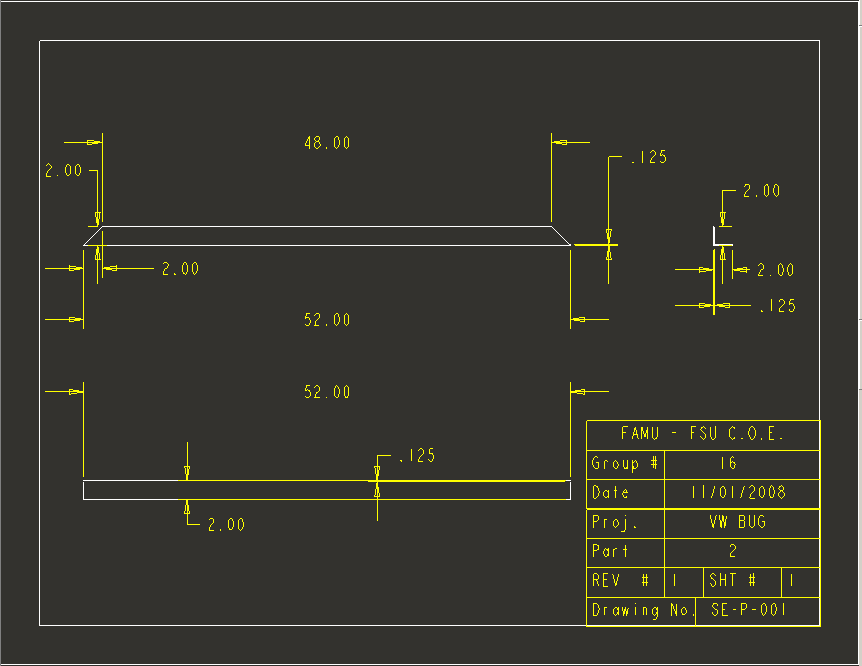 48.00
.125
2.00
2.00
2.00
2.00
.125
52.00
52.00
.125
2.00
FAMU - FSU C.O.E.
Group # 16
Date 11/01/2008
Proj. VW BUG
Part 2
REV # 1 SHT # 1
Drawing No. SE-P-001